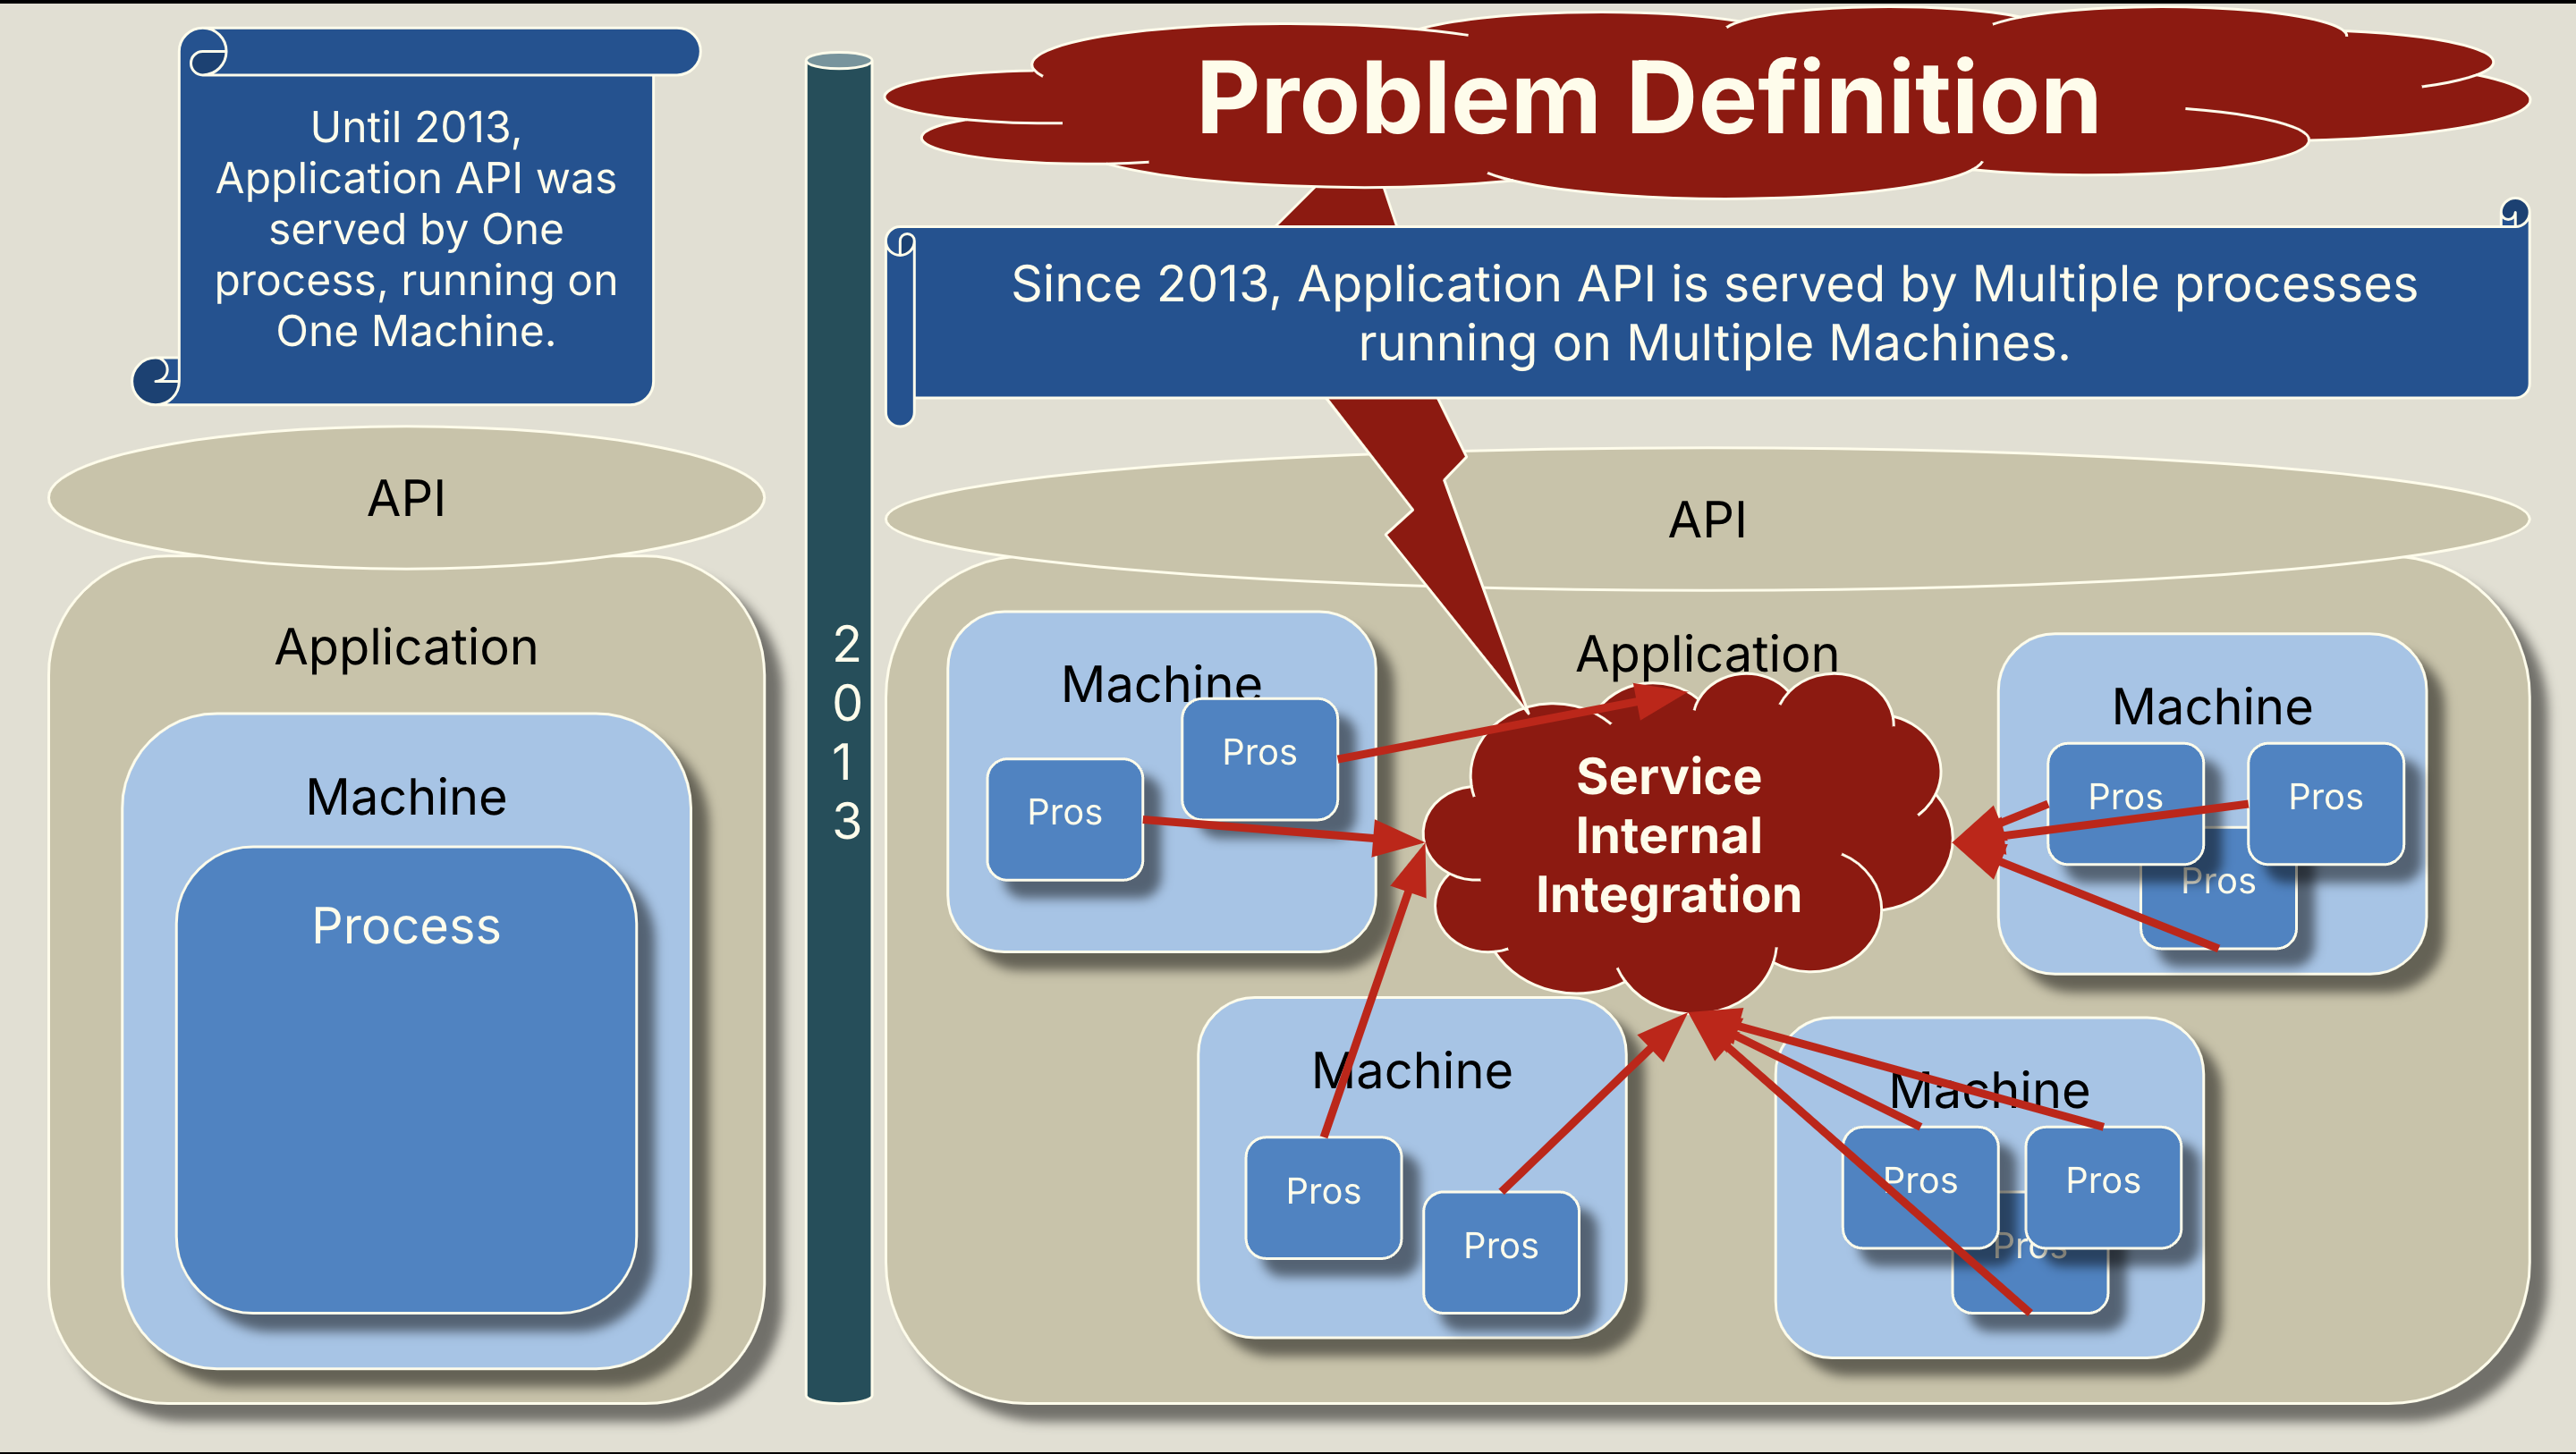 Until 2013,
Application API was
served by One
process, running on
One Machine.
API
Application
Machine
Process
2
0
1
3
Problem Definition
Since 2013, Application API is served by Multiple processes
running on Multiple Machines.
API
Application
Machine
Pros
Pros
Service
Internal
Integration
Machine
Pros
Pros
Pros
Machine
Pros
Pros
Machine
Pros
Pros
Pros